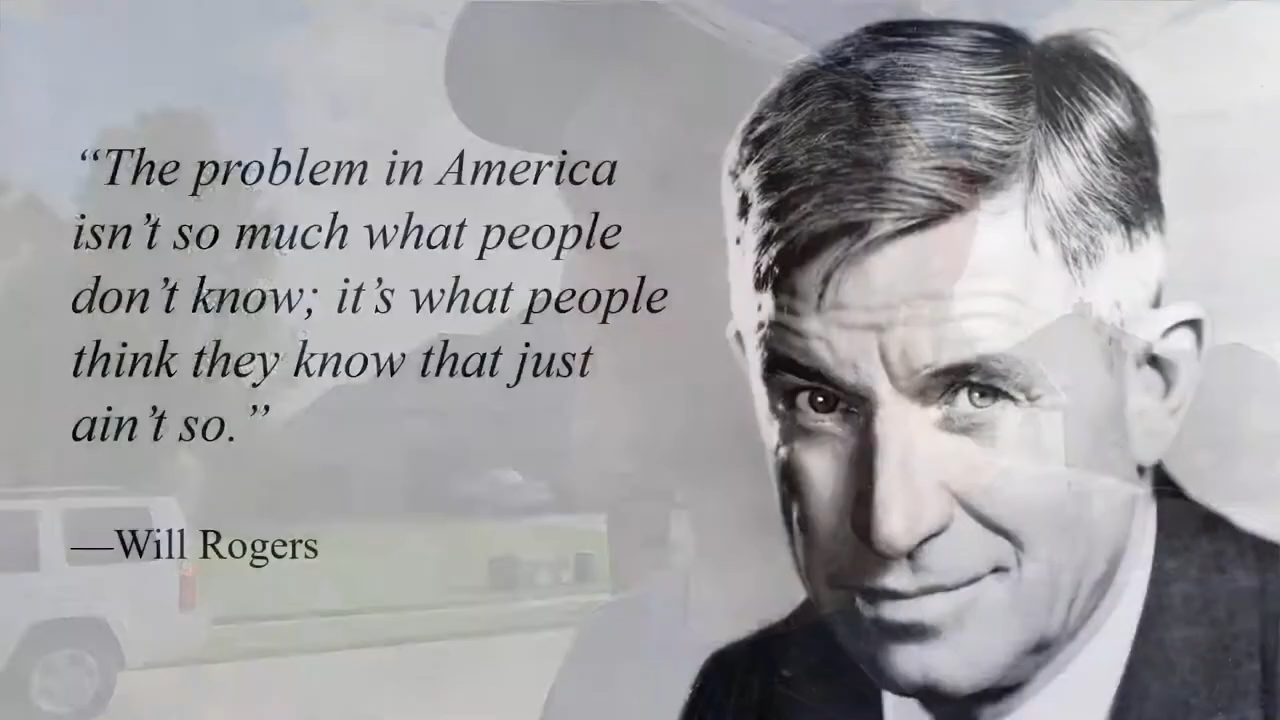 “The problem in America
isn’t so much what people
don’t know; it’s what people
think they know that just
ain’t so.”
—Will Rogers